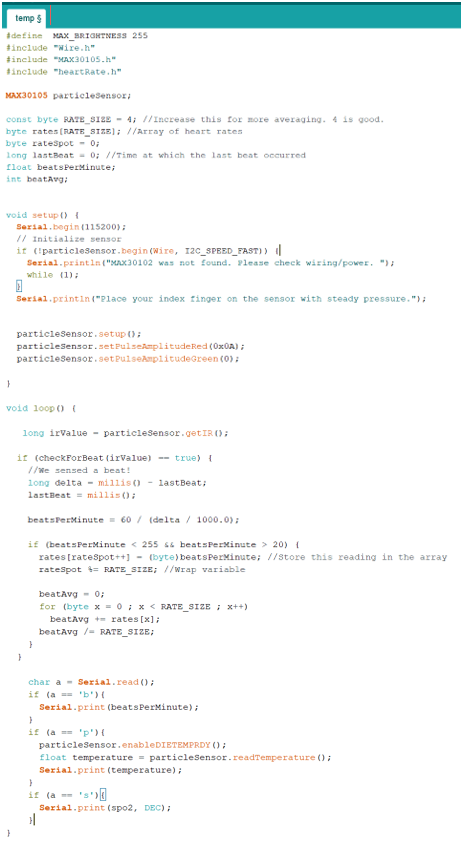 temp §
#define  MAX_BRIGHTNESS 255
#include "Wire.h"
#include "MAX30105.h"
#include "heartRate.h"
MAX30105 particleSensor;
const byte RATE_SIZE = 4; //Increase this for more averaging. 4 is good.
byte rates[RATE_SIZE]; //Array of heart rates
byte rateSpot = 0;
long lastBeat = 0; //Time at which the last beat occurred
float beatsPerMinute;
int beatAvg;
void setup() {
  Serial.begin(115200);
  // Initialize sensor
  if (!particleSensor.begin(Wire, I2C_SPEED_FAST)) {
    Serial.println("MAX30102 was not found. Please check wiring/power. ");
    while (1);
  }
  Serial.println("Place your index finger on the sensor with steady pressure.");
  particleSensor.setup();
  particleSensor.setPulseAmplitudeRed(0x0A);
  particleSensor.setPulseAmplitudeGreen(0);
}
void loop() {
   long irValue = particleSensor.getIR();
  if (checkForBeat(irValue) == true) {
    //We sensed a beat!
    long delta = millis() - lastBeat;
    lastBeat = millis();
    beatsPerMinute = 60 / (delta / 1000.0);
    if (beatsPerMinute < 255 && beatsPerMinute > 20) {
      rates[rateSpot++] = (byte)beatsPerMinute; //Store this reading in the array
      rateSpot %= RATE_SIZE; //Wrap variable
      beatAvg = 0;
      for (byte x = 0 ; x < RATE_SIZE ; x++)
        beatAvg += rates[x];
      beatAvg /= RATE_SIZE;
    }
  }
    char a = Serial.read();
    if (a == 'b'){
      Serial.print(beatsPerMinute);
    }
    if (a == 'p'){
      particleSensor.enableDIETEMPRDY();
      float temperature = particleSensor.readTemperature();
      Serial.print(temperature);
    }
    if (a == 's'){
      Serial.print(spo2, DEC);
    }
}